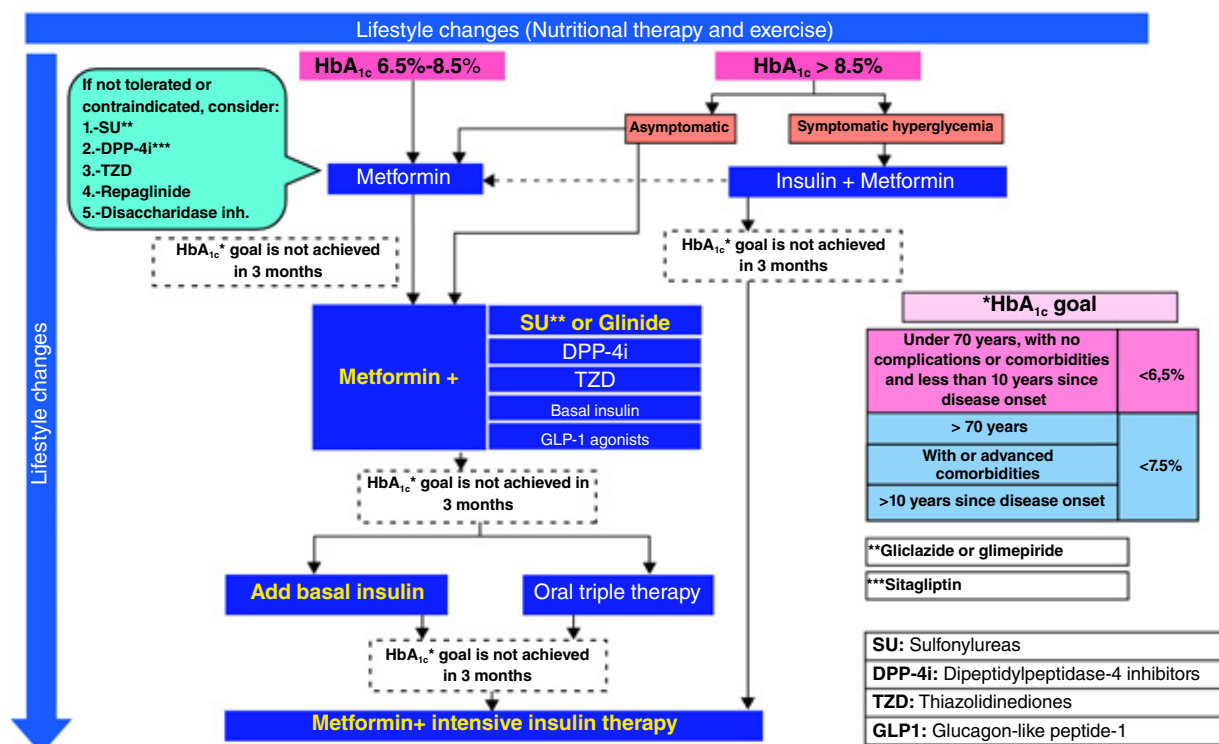 Lifestyle changes (Nutritional therapy and exercise)
Lifestyle changes
If not tolerated or
contraindicated, consider:
1.-SU**
2.-DPP-4i***
3.-TZD
4.-Repaglinide
5.-Disaccharidase inh.
HbA1c 6.5%-8.5%
HbA1c > 8.5%
Asymptomatic
Symptomatic hyperglycemia
Metformin
Insulin + Metformin
HbA1c* goal is not achieved
in 3 months
HbA1c* goal is not achieved
in 3 months
Metformin +
SU** or Glinide
DPP-4i
TZD
Basal insulin
GLP-1 agonists
HbA1c* goal is not achieved in
3 months
Add basal insulin
Oral triple therapy
HbA1c* goal is not achieved
in 3 months
Metformin+ intensive insulin therapy
*HbA1c goal
Under 70 years, with no
complications or comorbidities
and less than 10 years since
disease onset
<6,5%
> 70 years
With or advanced
comorbidities
>10 years since disease onset
<7.5%
**Gliclazide or glimepiride
***Sitagliptin
SU: Sulfonylureas
DPP-4i: Dipeptidylpeptidase-4 inhibitors
TZD: Thiazolidinediones
GLP1: Glucagon-like peptide-1